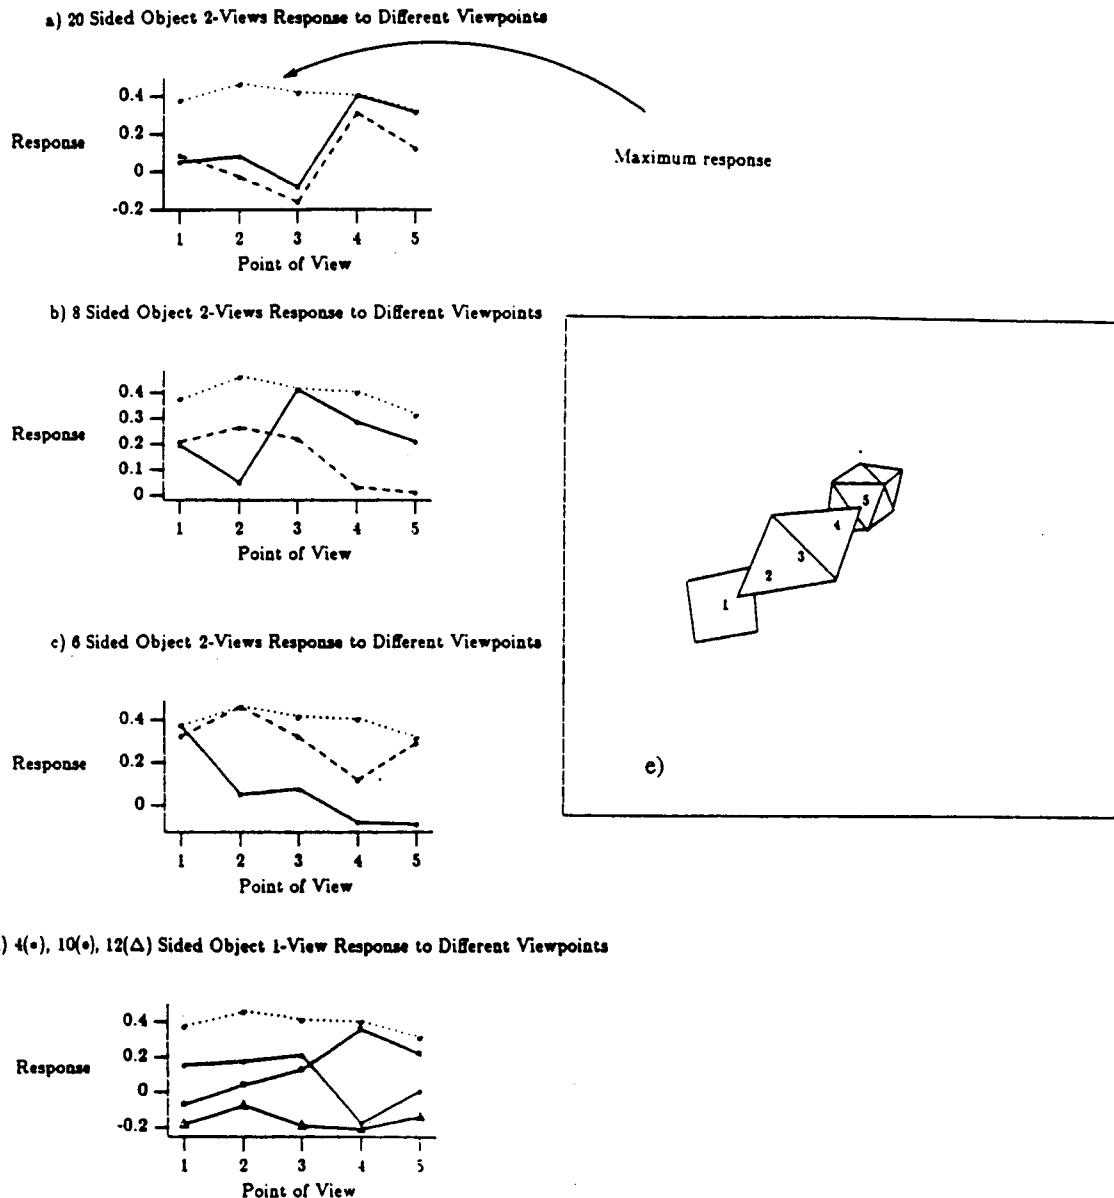 a) 20 Sided Object 2-Views Response to Different Viewpoints
0.4
0.2
0
-0.2
Response
1 2 3 4 5
Point of View
Maximum response
b) 8 Sided Object 2-Views Response to Different Viewpoints
0.4
0.3
0.2
0.1
0
Response
1 2 3 4 5
Point of View
c) 6 Sided Object 2-Views Response to Different Viewpoints
0.4
0.2
0
Response
1 2 3 4 5
Point of View
1
2
3
4
5
e)
) 4(•), 10(•), 12(△) Sided Object 1-View Response to Different Viewpoints
0.4
0.2
0
-0.2
Response
1 2 3 4 5
Point of View